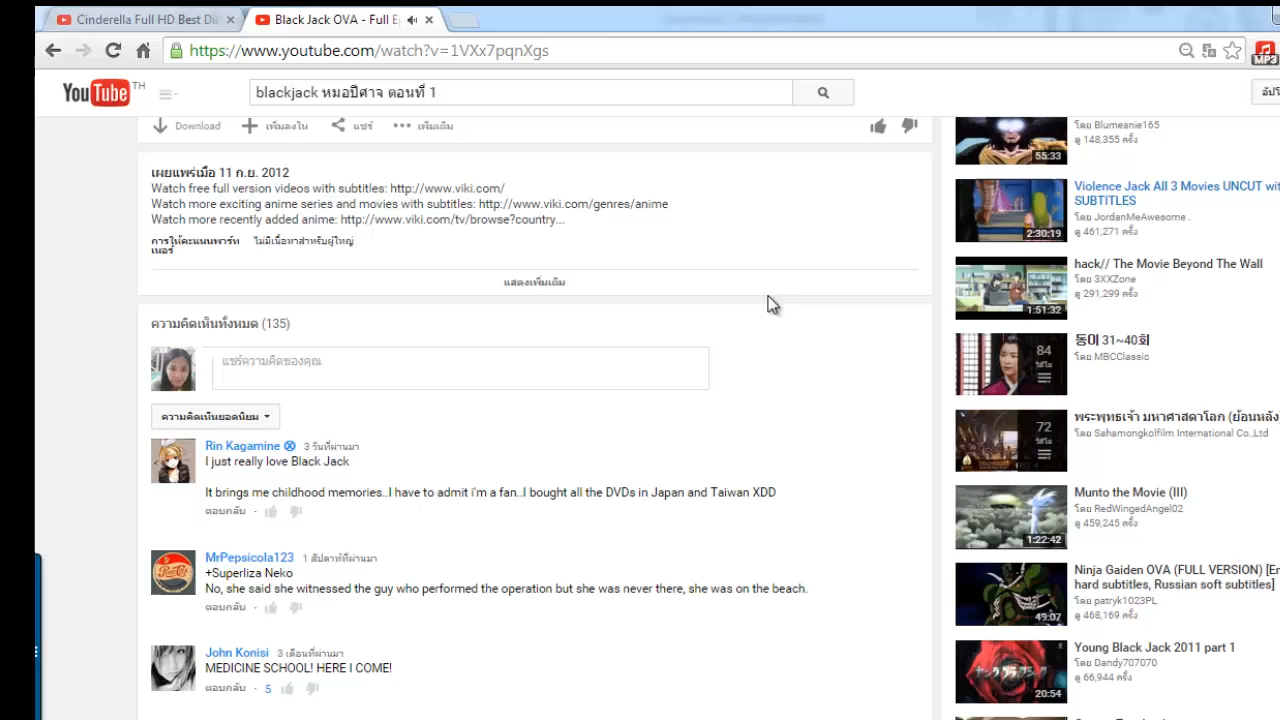 Cinderella Full HD Best Di
Black Jack OVA - Full E
https://www.youtube.com/watch?v=1VXx7pqnXgs
MP3
YouTube TH
blackjack หมอปีศาจ ตอนที่ 1
อัปโ
Download เพิ่มลงใน แชร์ เพิ่มเติม
เผยแพร่เมื่อ 11 ก.ย. 2012
Watch free full version videos with subtitles: http://www.viki.com/
Watch more exciting anime series and movies with subtitles: http://www.viki.com/genres/anime
Watch more recently added anime: http://www.viki.com/tv/browse?country...
การให้คะแนนพาร์ท ไม่มีเนื้อหาสำหรับผู้ใหญ่
เนอร์
แสดงเพิ่มเติม
ความคิดเห็นทั้งหมด (135)
แชร์ความคิดของคุณ
ความคิดเห็นยอดนิยม
Rin Kagamine 3 วันที่ผ่านมา
I just really love Black Jack
It brings me childhood memories..I have to admit i'm a fan..I bought all the DVDs in Japan and Taiwan XDD
ตอบกลับ
MrPepsicola123 1 สัปดาห์ที่ผ่านมา
+Superliza Neko
No, she said she witnessed the guy who performed the operation but she was never there, she was on the beach.
ตอบกลับ
John Konisi 3 เดือนที่ผ่านมา
MEDICINE SCHOOL! HERE I COME!
ตอบกลับ · 5
55:33
โดย Blumeanie165
ดู 148,355 ครั้ง
2:30:19
Violence Jack All 3 Movies UNCUT wit
SUBTITLES
โดย JordanMeAwesome .
ดู 461,271 ครั้ง
1:51:32
hack// The Movie Beyond The Wall
โดย 3XXZone
ดู 291,299 ครั้ง
84
วิดีโอ
동이 31~40회
โดย MBCClassic
72
วิดีโอ
พระพุทธเจ้า มหาศาสดาโลก (ย้อนหลัง)
โดย Sahamongkolfilm International Co.,Ltd
1:22:42
Munto the Movie (III)
โดย RedWingedAngel02
ดู 459,245 ครั้ง
49:07
Ninja Gaiden OVA (FULL VERSION) [En
hard subtitles, Russian soft subtitles]
โดย patryk1023PL
ดู 468,169 ครั้ง
20:54
Young Black Jack 2011 part 1
โดย Dandy707070
ดู 66,944 ครั้ง